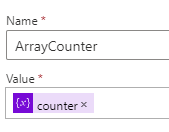 Name *
ArrayCounter
Value *
{x} counter ×